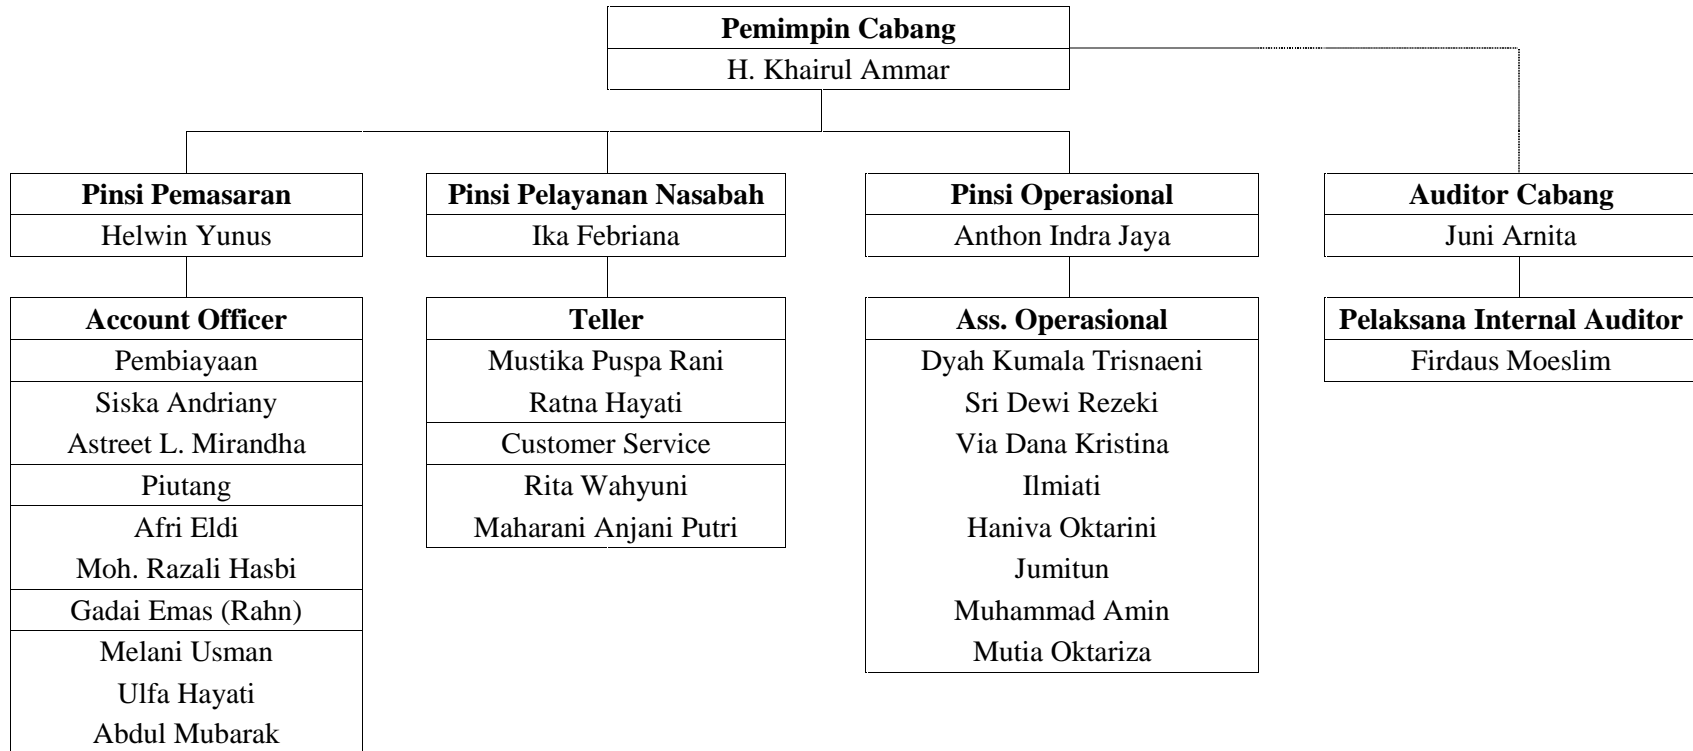 Pemimpin Cabang
H. Khairul Ammar
Pinsi Pemasaran
Helwin Yunus
Pinsi Pelayanan Nasabah
Ika Febriana
Pinsi Operasional
Anthon Indra Jaya
Auditor Cabang
Juni Arnita
Account Officer
Pembiayaan
Siska Andriany
Astreet L. Mirandha
Piutang
Afri Eldi
Moh. Razali Hasbi
Gadai Emas (Rahn)
Melani Usman
Ulfa Hayati
Abdul Mubarak
Teller
Mustika Puspa Rani
Ratna Hayati
Customer Service
Rita Wahyuni
Maharani Anjani Putri
Ass. Operasional
Dyah Kumala Trisnaeni
Sri Dewi Rezeki
Via Dana Kristina
Ilmiati
Haniva Oktarini
Jumitun
Muhammad Amin
Mutia Oktariza
Pelaksana Internal Auditor
Firdaus Moeslim